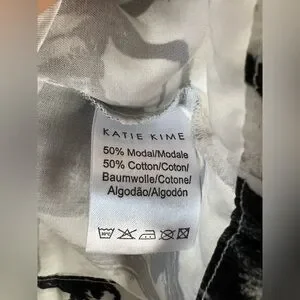 KATIE KIME
50% Modal/Modale
50% Cotton/Coton/
Baumwolle/Cotone/
Algodão/Algodón